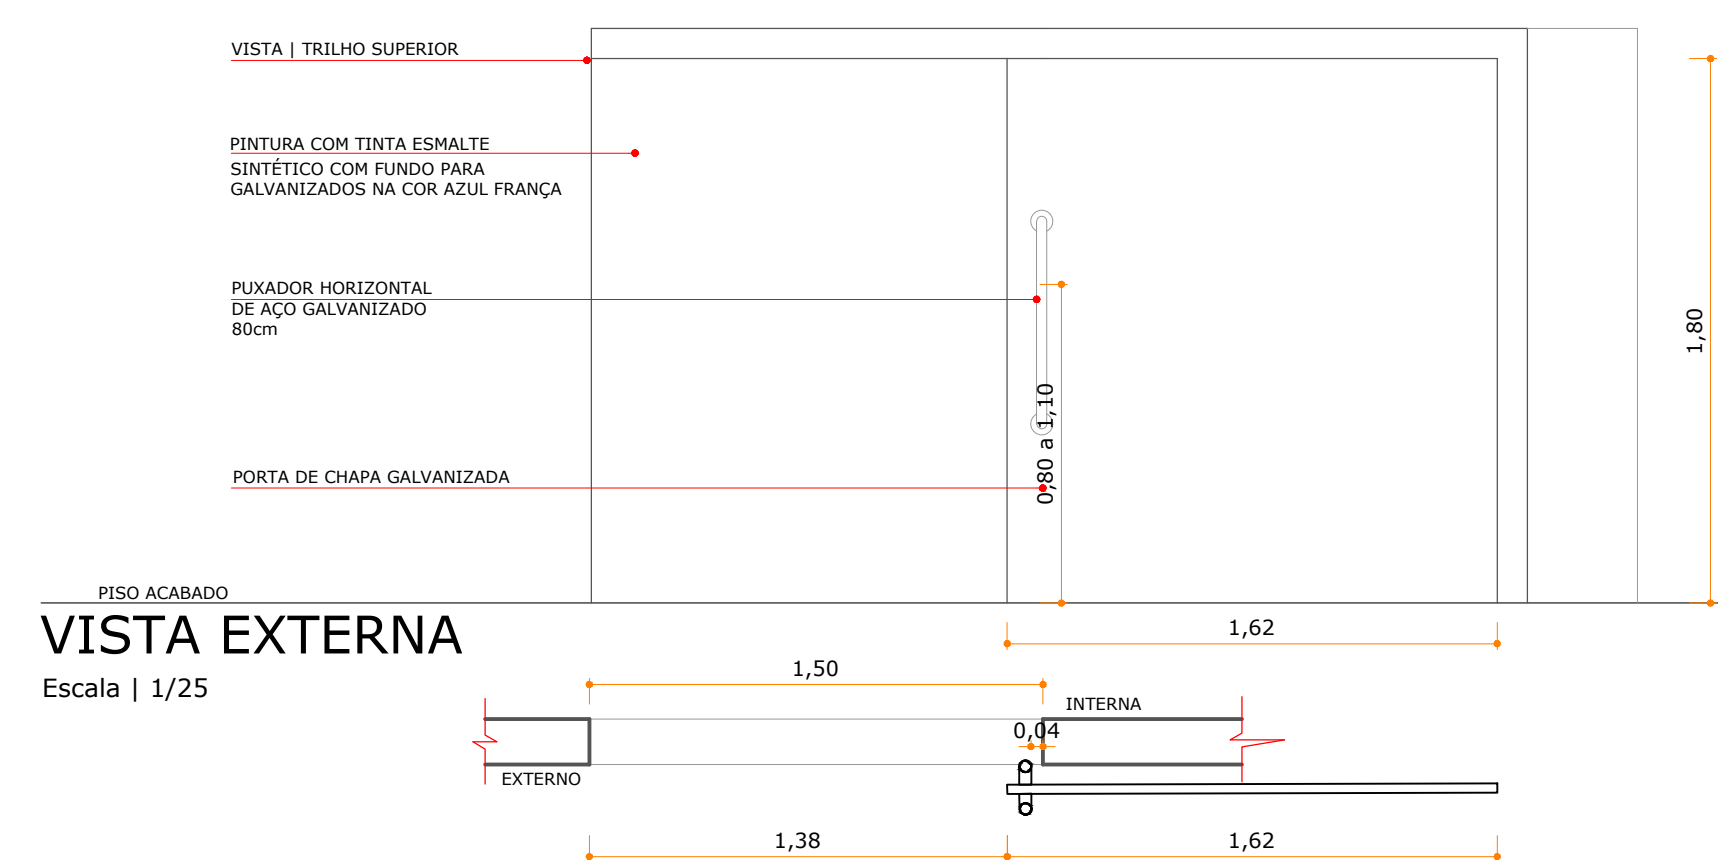 VISTA | TRILHO SUPERIOR
PINTURA COM TINTA ESMALTE
SINTÉTICO COM FUNDO PARA
GALVANIZADOS NA COR AZUL FRANÇA
PUXADOR HORIZONTAL
DE AÇO GALVANIZADO
80cm
1,80
0,80 a 1,10
PORTA DE CHAPA GALVANIZADA
PISO ACABADO
VISTA EXTERNA
Escala | 1/25
1,62
1,50
INTERNA
0,04
EXTERNO
1,38
1,62